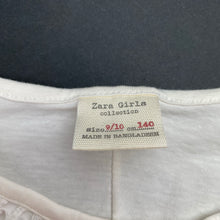 Zara Girls
collection
size 9/10 cm 140
MADE IN BANGLADESH